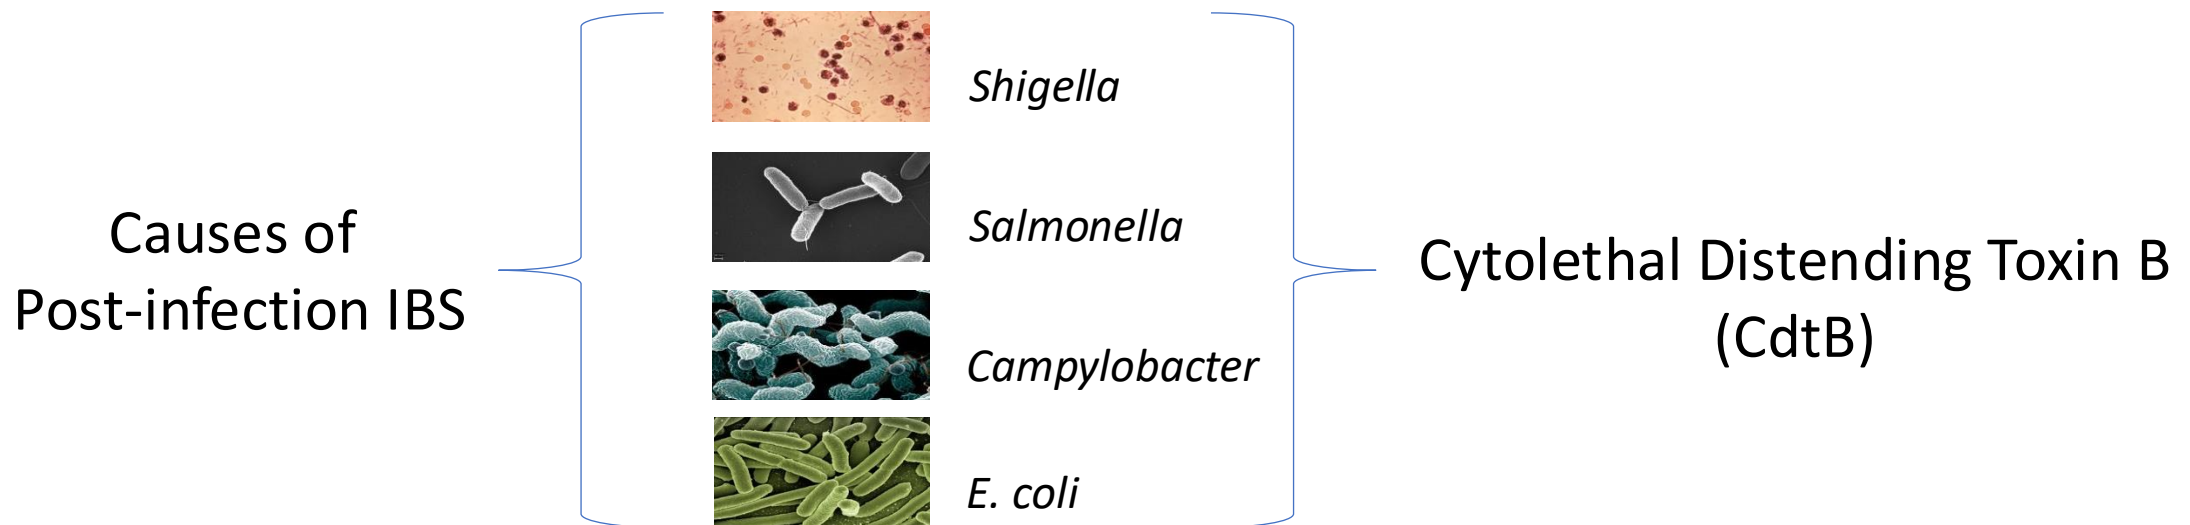 Causes of
Post-infection IBS
Shigella
Salmonella
Campylobacter
E. coli
Cytolethal Distending Toxin B
(CdtB)